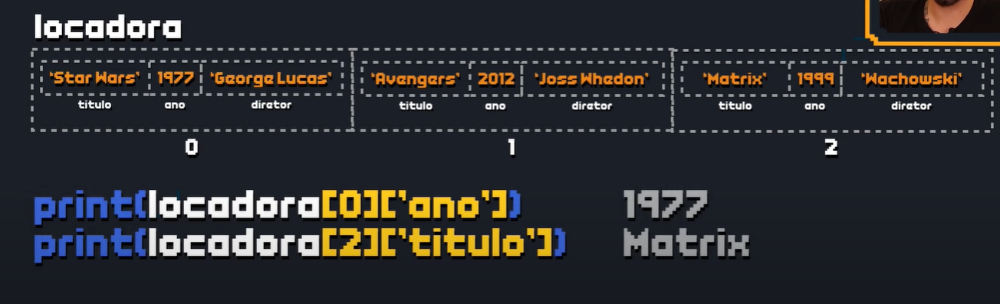 locadora
'Star Wars' 1977 'George Lucas' 'Avengers' 2012 'Joss Whedon' 'Matrix' 1999 'Wachowski'
titulo ano diretor titulo ano diretor titulo ano diretor
0 1 2
print(locadora[0]['ano']) 1977
print(locadora[2]['titulo']) Matrix